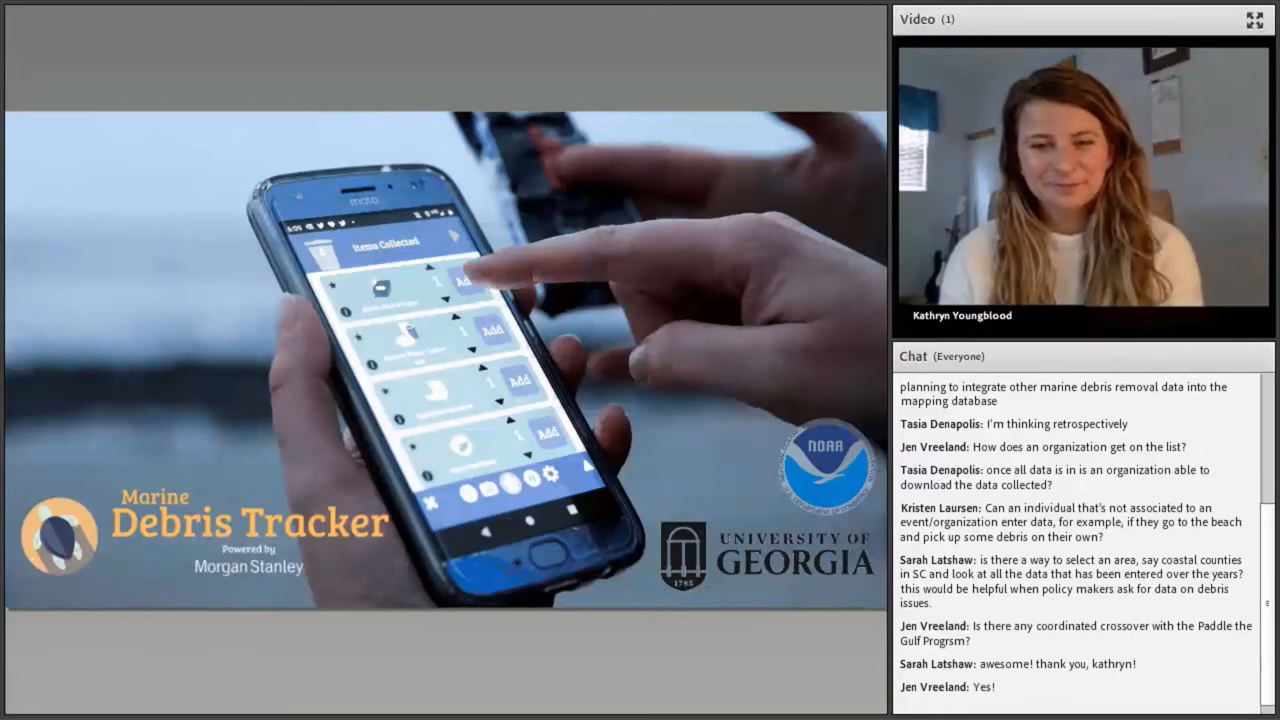 moto
Items Collected
1
Add
1
Add
1
Add
1
Add
Marine
Debris Tracker
Powered by
Morgan Stanley
NOAA
1785
UNIVERSITY OF
GEORGIA
Video (1)
Kathryn Youngblood
Chat (Everyone)
planning to integrate other marine debris removal data into the
mapping database
Tasia Denapolis: I'm thinking retrospectively
Jen Vreeland: How does an organization get on the list?
Tasia Denapolis: once all data is in is an organization able to
download the data collected?
Kristen Laursen: Can an individual that's not associated to an
event/organization enter data, for example, if they go to the beach
and pick up some debris on their own?
Sarah Latshaw: is there a way to select an area, say coastal counties
in SC and look at all the data that has been entered over the years?
this would be helpful when policy makers ask for data on debris
issues.
Jen Vreeland: Is there any coordinated crossover with the Paddle the
Gulf Progrsm?
Sarah Latshaw: awesome! thank you, kathryn!
Jen Vreeland: Yes!